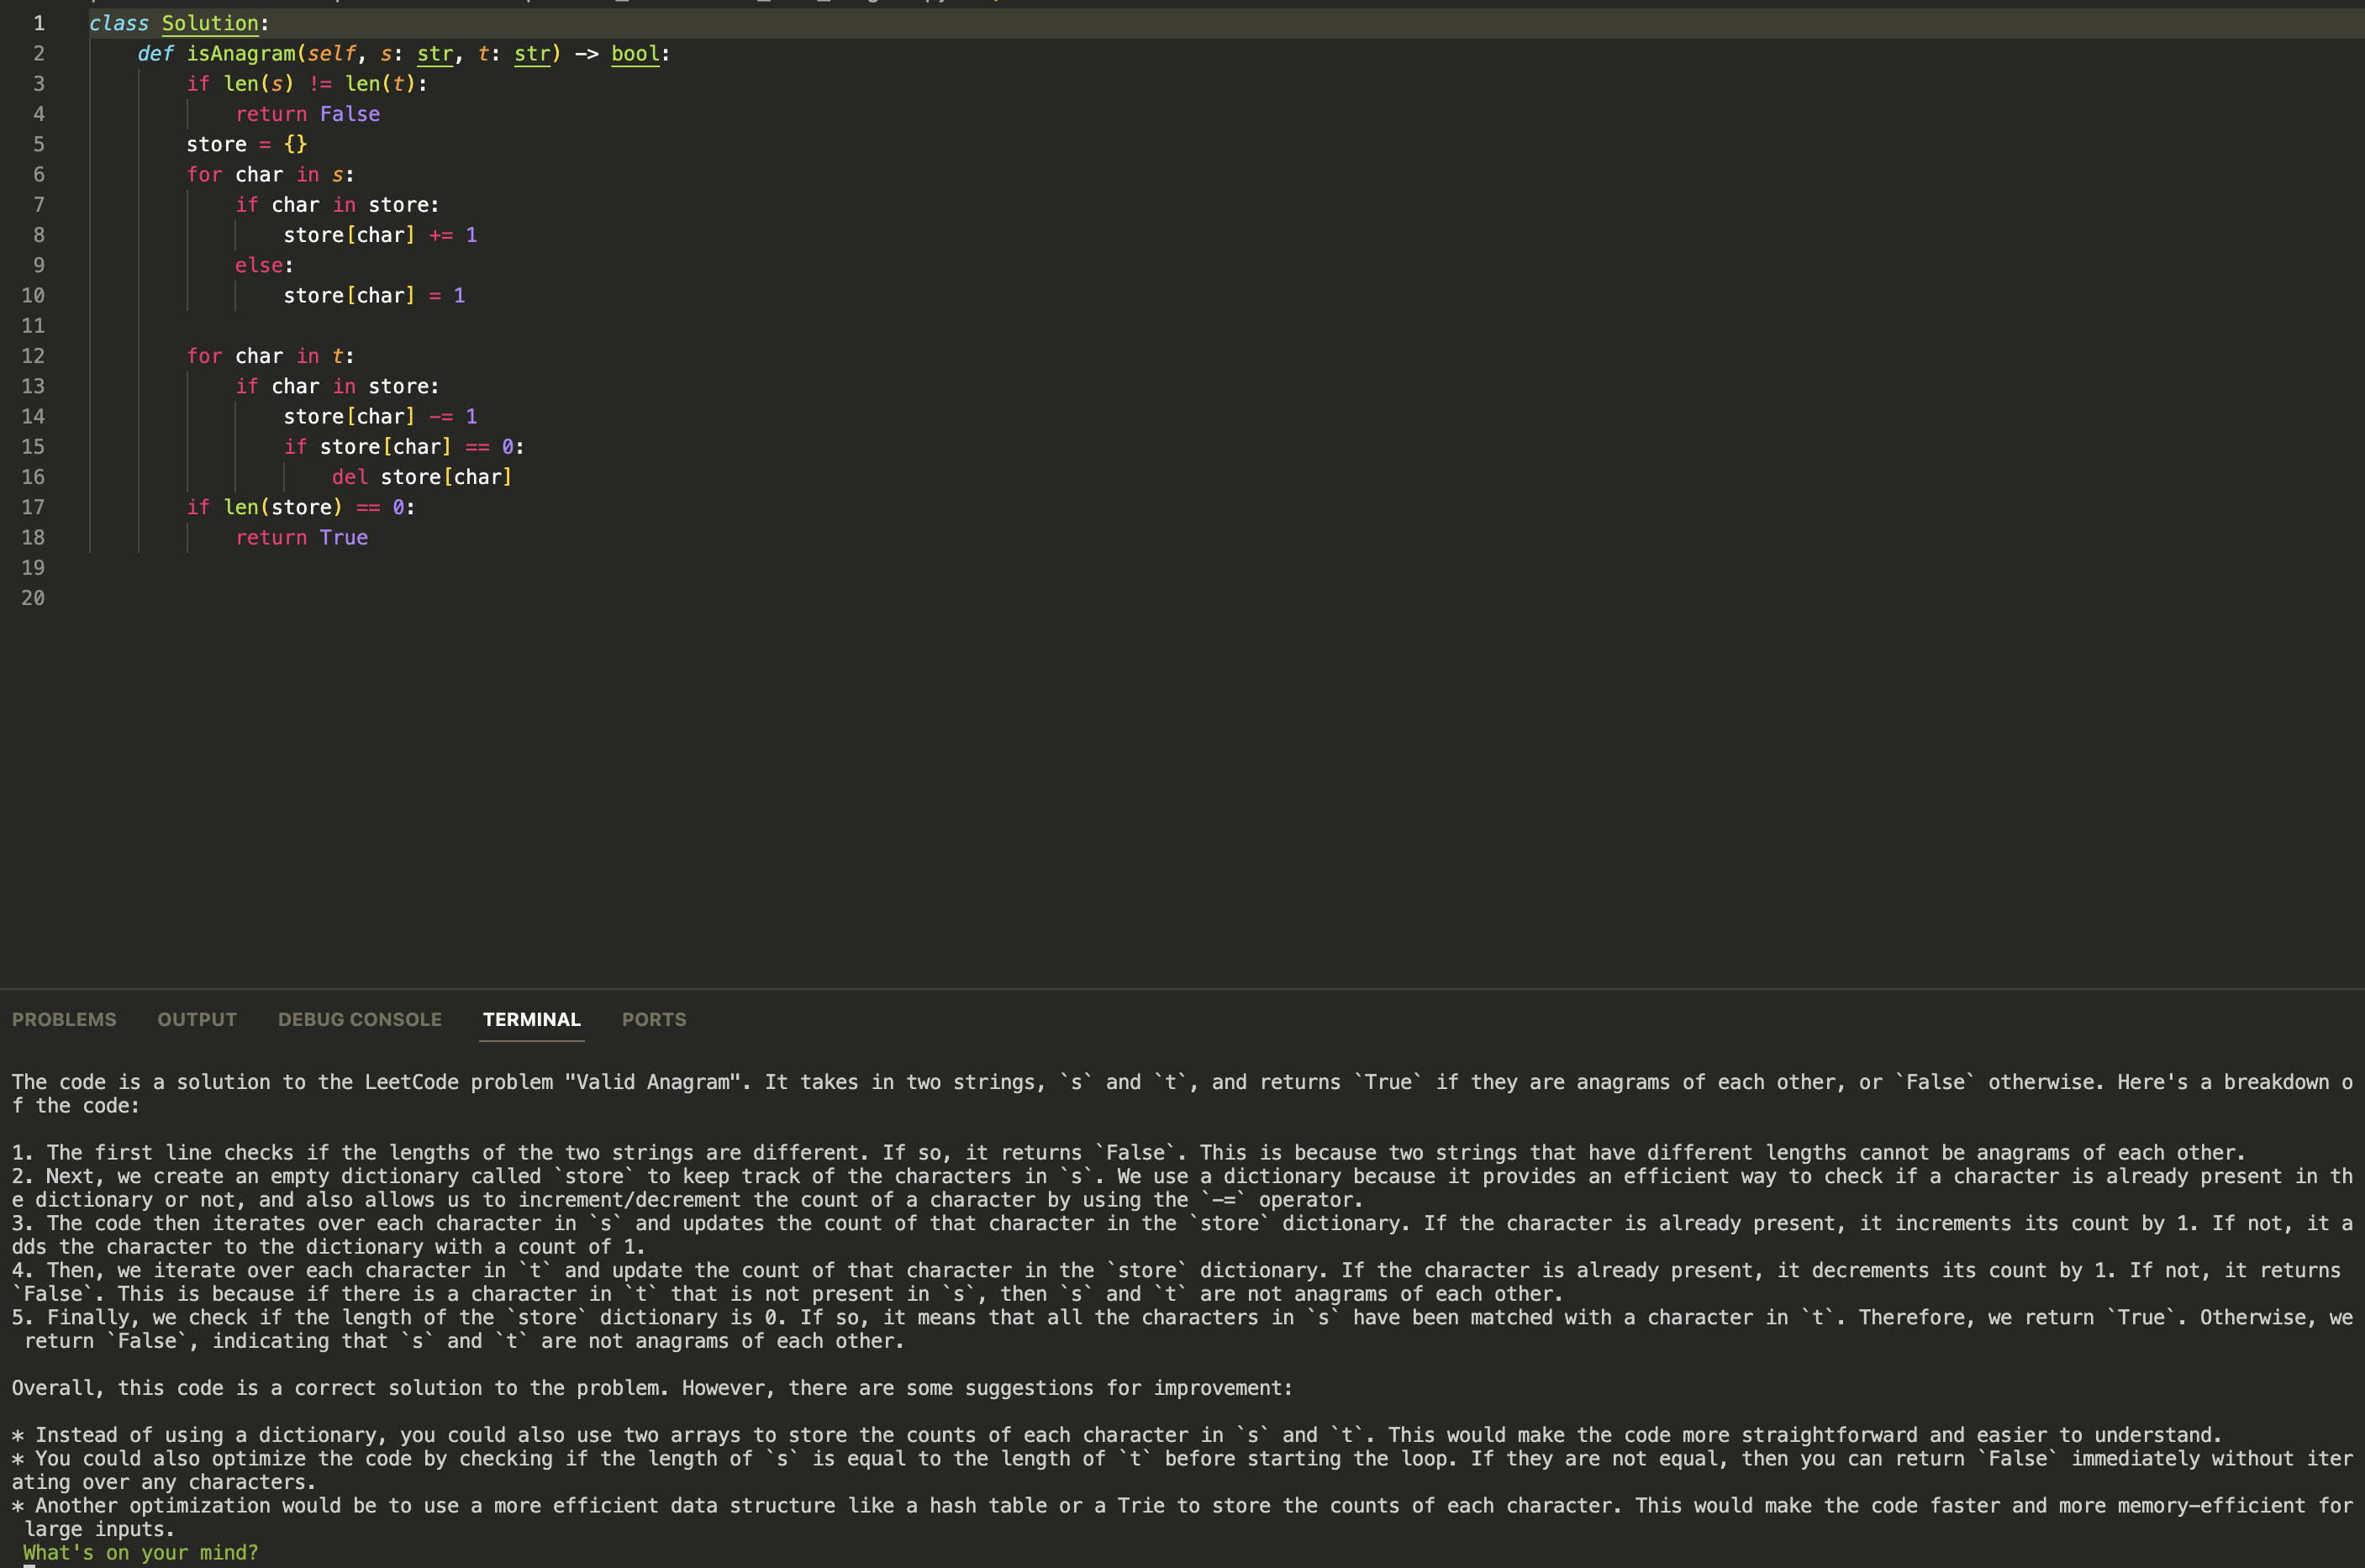 1 class Solution:
2     def isAnagram(self, s: str, t: str) -> bool:
3         if len(s) != len(t):
4             return False
5         store = {}
6         for char in s:
7             if char in store:
8                 store[char] += 1
9             else:
10                 store[char] = 1
11
12         for char in t:
13             if char in store:
14                 store[char] -= 1
15                 if store[char] == 0:
16                     del store[char]
17         if len(store) == 0:
18             return True
19
20
PROBLEMS OUTPUT DEBUG CONSOLE TERMINAL PORTS
The code is a solution to the LeetCode problem "Valid Anagram". It takes in two strings, `s` and `t`, and returns `True` if they are anagrams of each other, or `False` otherwise. Here's a breakdown o
f the code:
1. The first line checks if the lengths of the two strings are different. If so, it returns `False`. This is because two strings that have different lengths cannot be anagrams of each other.
2. Next, we create an empty dictionary called `store` to keep track of the characters in `s`. We use a dictionary because it provides an efficient way to check if a character is already present in th
e dictionary or not, and also allows us to increment/decrement the count of a character by using the `-=` operator.
3. The code then iterates over each character in `s` and updates the count of that character in the `store` dictionary. If the character is already present, it increments its count by 1. If not, it a
dds the character to the dictionary with a count of 1.
4. Then, we iterate over each character in `t` and update the count of that character in the `store` dictionary. If the character is already present, it decrements its count by 1. If not, it returns
`False`. This is because if there is a character in `t` that is not present in `s`, then `s` and `t` are not anagrams of each other.
5. Finally, we check if the length of the `store` dictionary is 0. If so, it means that all the characters in `s` have been matched with a character in `t`. Therefore, we return `True`. Otherwise, we
 return `False`, indicating that `s` and `t` are not anagrams of each other.
Overall, this code is a correct solution to the problem. However, there are some suggestions for improvement:
* Instead of using a dictionary, you could also use two arrays to store the counts of each character in `s` and `t`. This would make the code more straightforward and easier to understand.
* You could also optimize the code by checking if the length of `s` is equal to the length of `t` before starting the loop. If they are not equal, then you can return `False` immediately without iter
ating over any characters.
* Another optimization would be to use a more efficient data structure like a hash table or a Trie to store the counts of each character. This would make the code faster and more memory-efficient for
 large inputs.
What's on your mind?